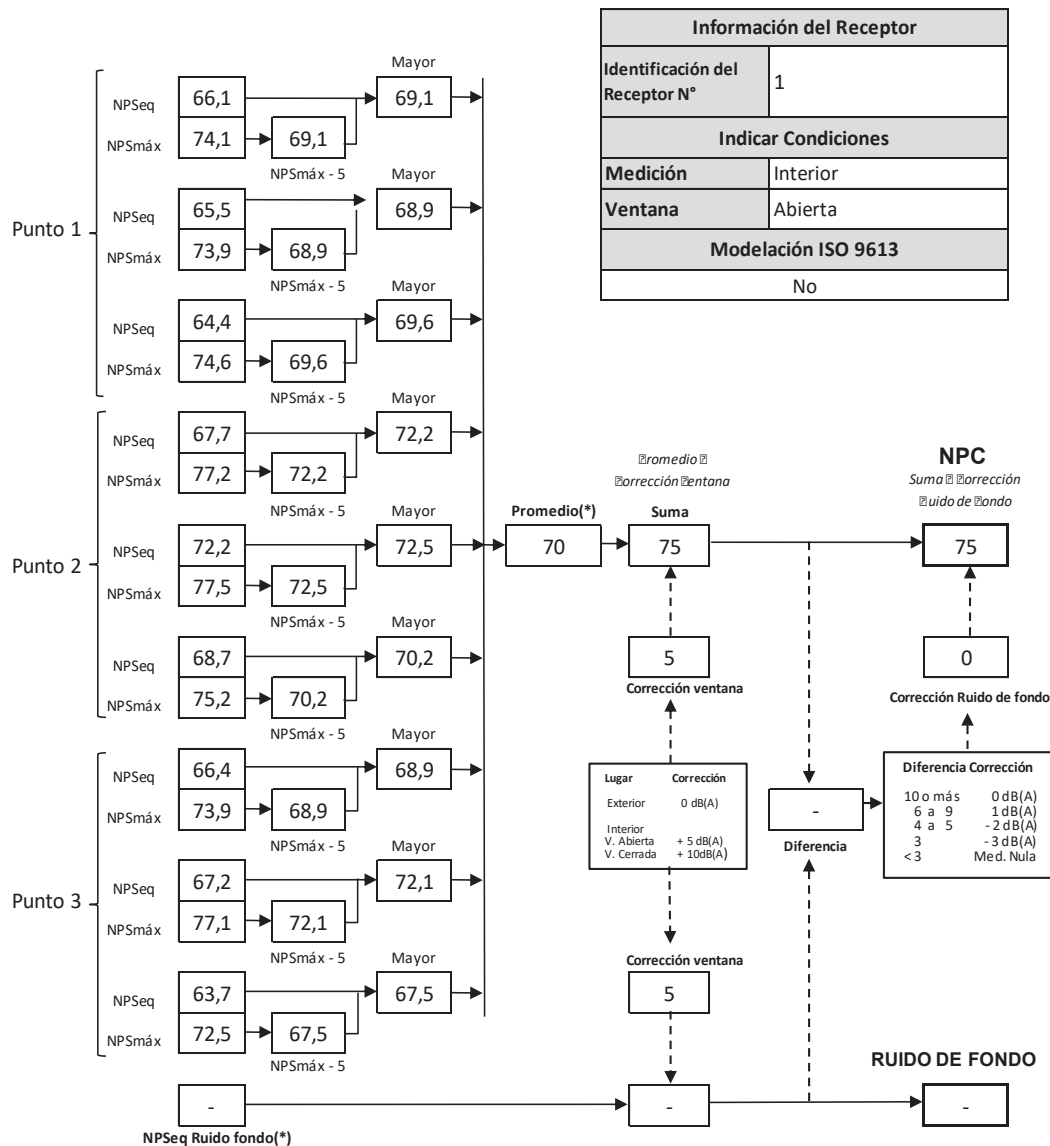 Información del Receptor
Identificación del Receptor N°
1
Indicar Condiciones
Medición
Interior
Ventana
Abierta
Modelación ISO 9613
No
Punto 1
NPSeq
66,1
Mayor
69,1
NPSmáx
74,1
69,1
NPSmáx - 5
NPSeq
65,5
Mayor
68,9
NPSmáx
73,9
68,9
NPSmáx - 5
NPSeq
64,4
Mayor
69,6
NPSmáx
74,6
69,6
NPSmáx - 5
Punto 2
NPSeq
67,7
Mayor
72,2
NPSmáx
77,2
72,2
NPSmáx - 5
NPSeq
72,2
Mayor
72,5
NPSmáx
77,5
72,5
NPSmáx - 5
NPSeq
68,7
Mayor
70,2
NPSmáx
75,2
70,2
NPSmáx - 5
Punto 3
NPSeq
66,4
Mayor
68,9
NPSmáx
73,9
68,9
NPSmáx - 5
NPSeq
67,2
Mayor
72,1
NPSmáx
77,1
72,1
NPSmáx - 5
NPSeq
63,7
Mayor
67,5
NPSmáx
72,5
67,5
NPSmáx - 5
-
NPSeq Ruido fondo(*)
Promedio(*)
70
Suma
75
5
Corrección ventana
Lugar Corrección
Exterior 0 dB(A)
Interior
V. Abierta + 5 dB(A)
V. Cerrada + 10dB(A)
Corrección ventana
5
-
-
Diferencia
NPC
75
0
Corrección Ruido de fondo
Diferencia Corrección
10 o más 0 dB(A)
6 a 9 1 dB(A)
4 a 5 - 2 dB(A)
3 - 3 dB(A)
< 3 Med. Nula
RUIDO DE FONDO
-